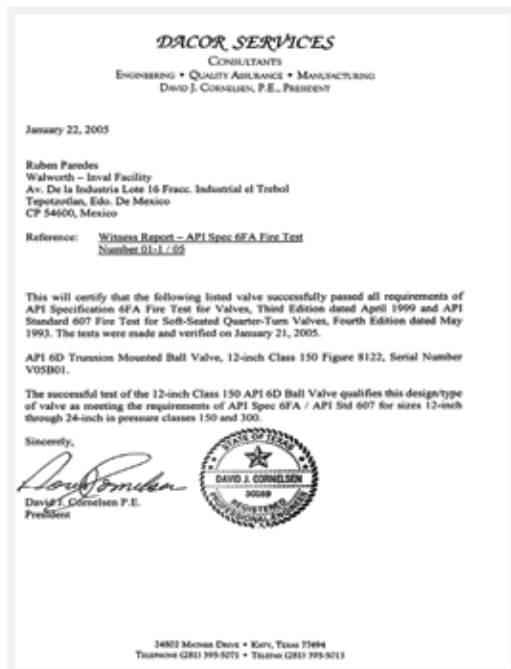 DACOR SERVICES
CONSULTANTS
ENGINEERING • QUALITY ASSURANCE • MANUFACTURING
DAVID J. CORNELSEN, P.E., PRESIDENT
January 22, 2005
Ruben Paredes
Walworth – Inval Facility
Av. De la Industria Lote 16 Fracc. Industrial el Trebol
Tepotzotlan, Edo. De Mexico
CP 54600, Mexico
Reference: Witness Report – API Spec 6FA Fire Test
Number 01-1 / 05
This will certify that the following listed valve successfully passed all requirements of
API Specification 6FA Fire Test for Valves, Third Edition dated April 1999 and API
Standard 607 Fire Test for Soft-Seated Quarter-Turn Valves, Fourth Edition dated May
1993. The tests were made and verified on January 21, 2005.
API 6D Trunnion Mounted Ball Valve, 12-inch Class 150 Figure 8122, Serial Number
V05B01.
The successful test of the 12-inch Class 150 API 6D Ball Valve qualifies this design/type
of valve as meeting the requirements of API Spec 6FA / API Std 607 for sizes 12-inch
through 24-inch in pressure classes 150 and 300.
Sincerely,
David J. Cornelsen P.E.
President
STATE OF TEXAS
DAVID J. CORNELSEN
30169
REGISTERED
PROFESSIONAL ENGINEER
Drive • Katy, Texas
TELEPHONE (281) 395-5071 • TELEFAX (281) 395-5013